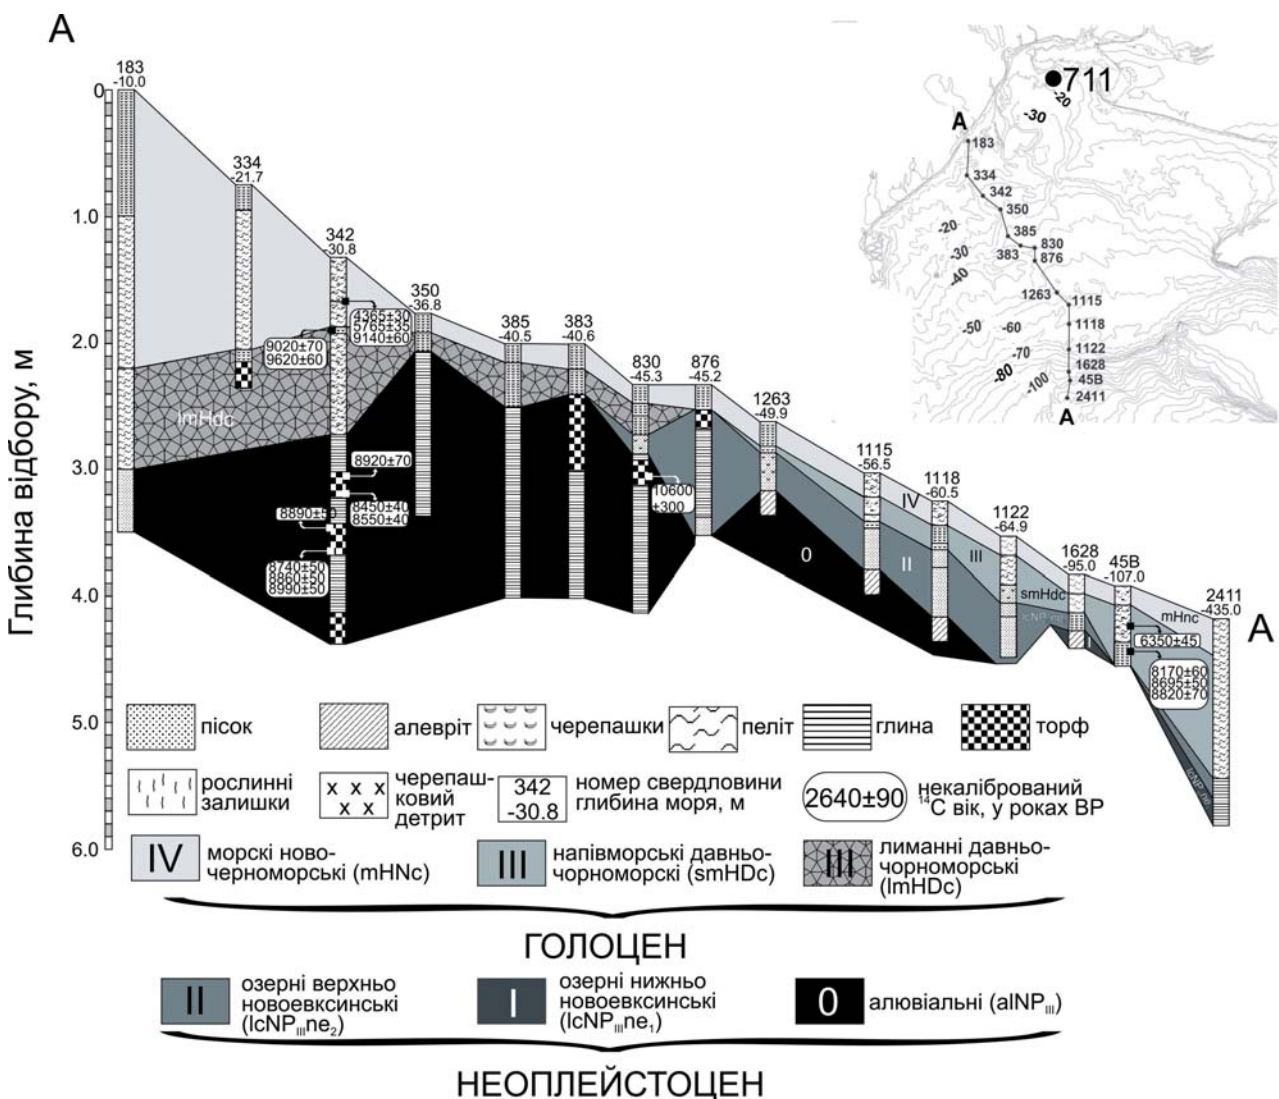 A
183
-10.0
334
-21.7
342
-30.8
350
-36.8
385
-40.5
383
-40.6
830
-45.3
876
-45.2
1263
-49.9
1115
-56.5
1118
-60.5
1122
-64.9
1628
-95.0
45B
-107.0
2411
-435.0
A
Глибина відбору, м
0
1.0
2.0
3.0
4.0
5.0
6.0
4365±30
5765±35
9140±60
9020±70
9620±60
8920±70
8450±40
8550±40
8890±50
8740±50
8860±50
8990±50
10600
±300
6350±45
8170±60
8695±50
8820±70
lmHdc
0
II
III
IV
smHdc
mHnc
I
711
-20
-30
A
183
334
342
350
385
383
830
876
1263
1115
1118
1122
1628
45B
2411
A
-20
-30
-40
-50
-60
-70
-80
-100
пісок
алевріт
черепашки
пеліт
глина
торф
рослинні
залишки
черепаш-
ковий
детрит
342
-30.8
номер свердловини
глибина моря, м
2640±90
некалібрований
¹⁴C вік, у роках ВР
IV
морскі ново-
черноморські (mHNc)
III
напівморські давньо-
чорноморскі (smHDc)
III
лиманні давньо-
чорноморські
(lmHDc)
ГОЛОЦЕН
II
озерні верхньо
новоевксинські
(lcNPIIIne2)
I
озерні нижньо
новоевксинські
(lcNPIIIne1)
0
алювіальні (alNPIII)
НЕОПЛЕЙСТОЦЕН